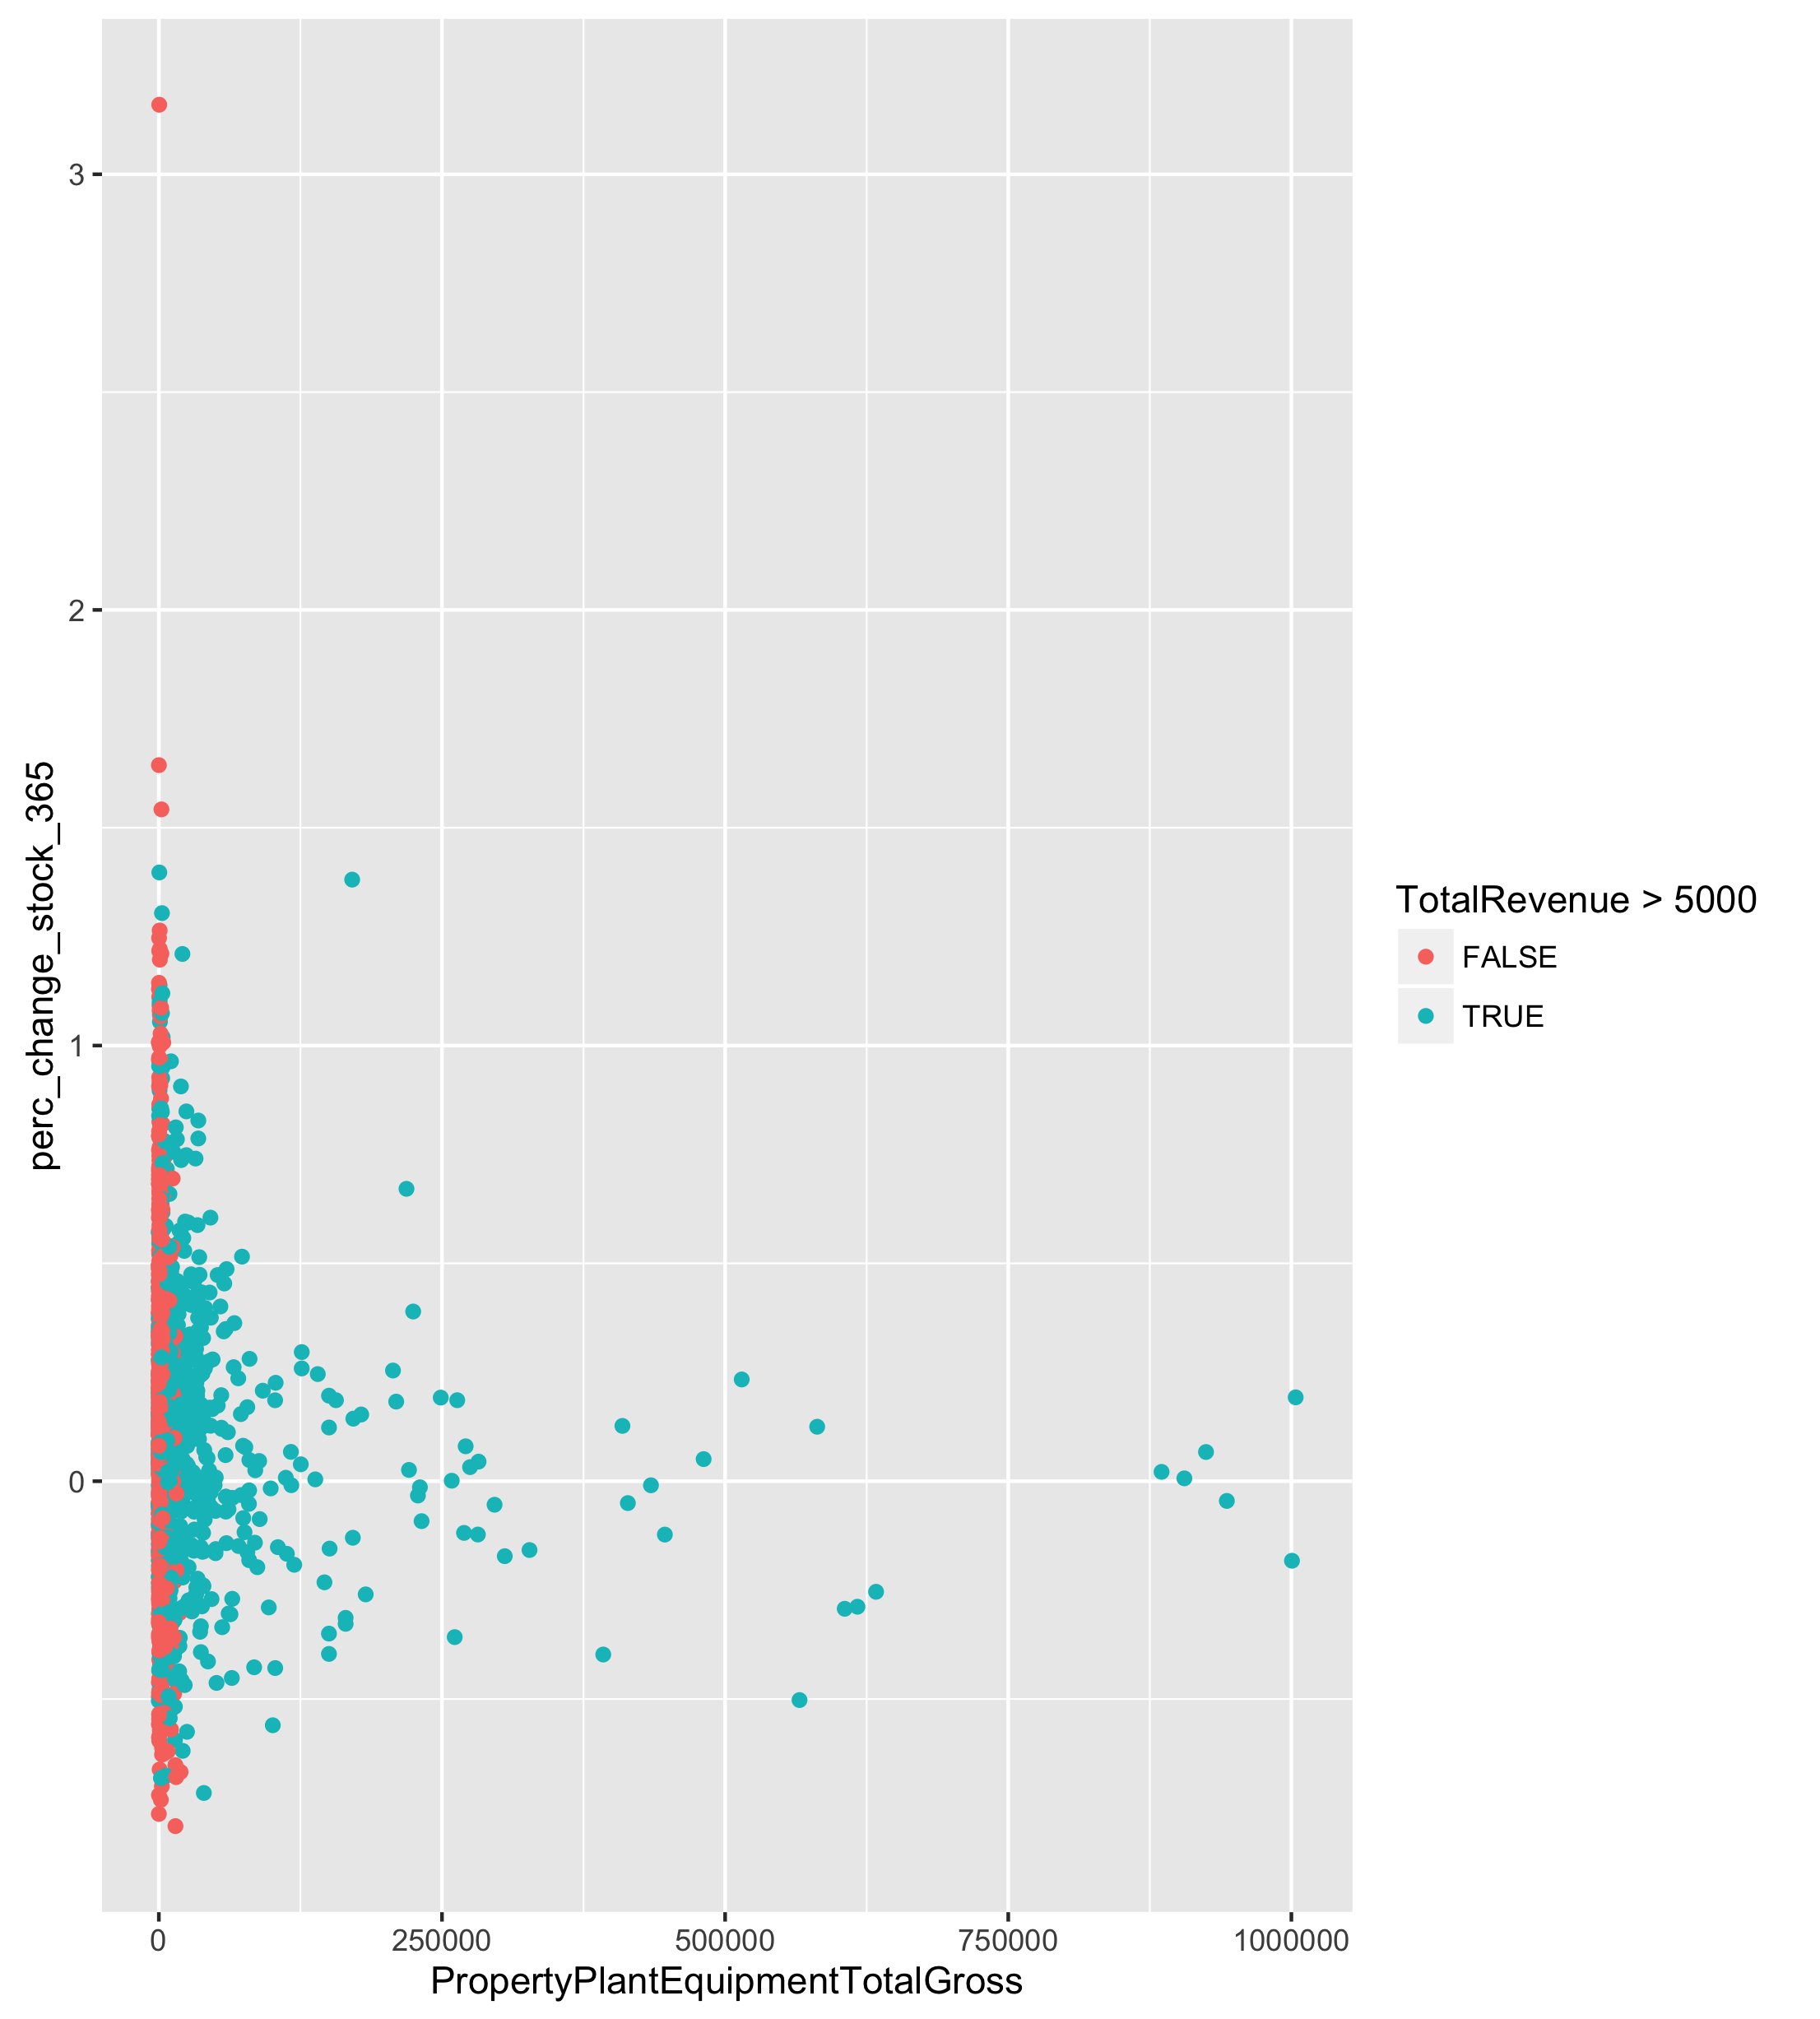 3
2
1
0
perc_change_stock_365
0
250000
500000
750000
1000000
PropertyPlantEquipmentTotalGross
TotalRevenue > 5000
FALSE
TRUE